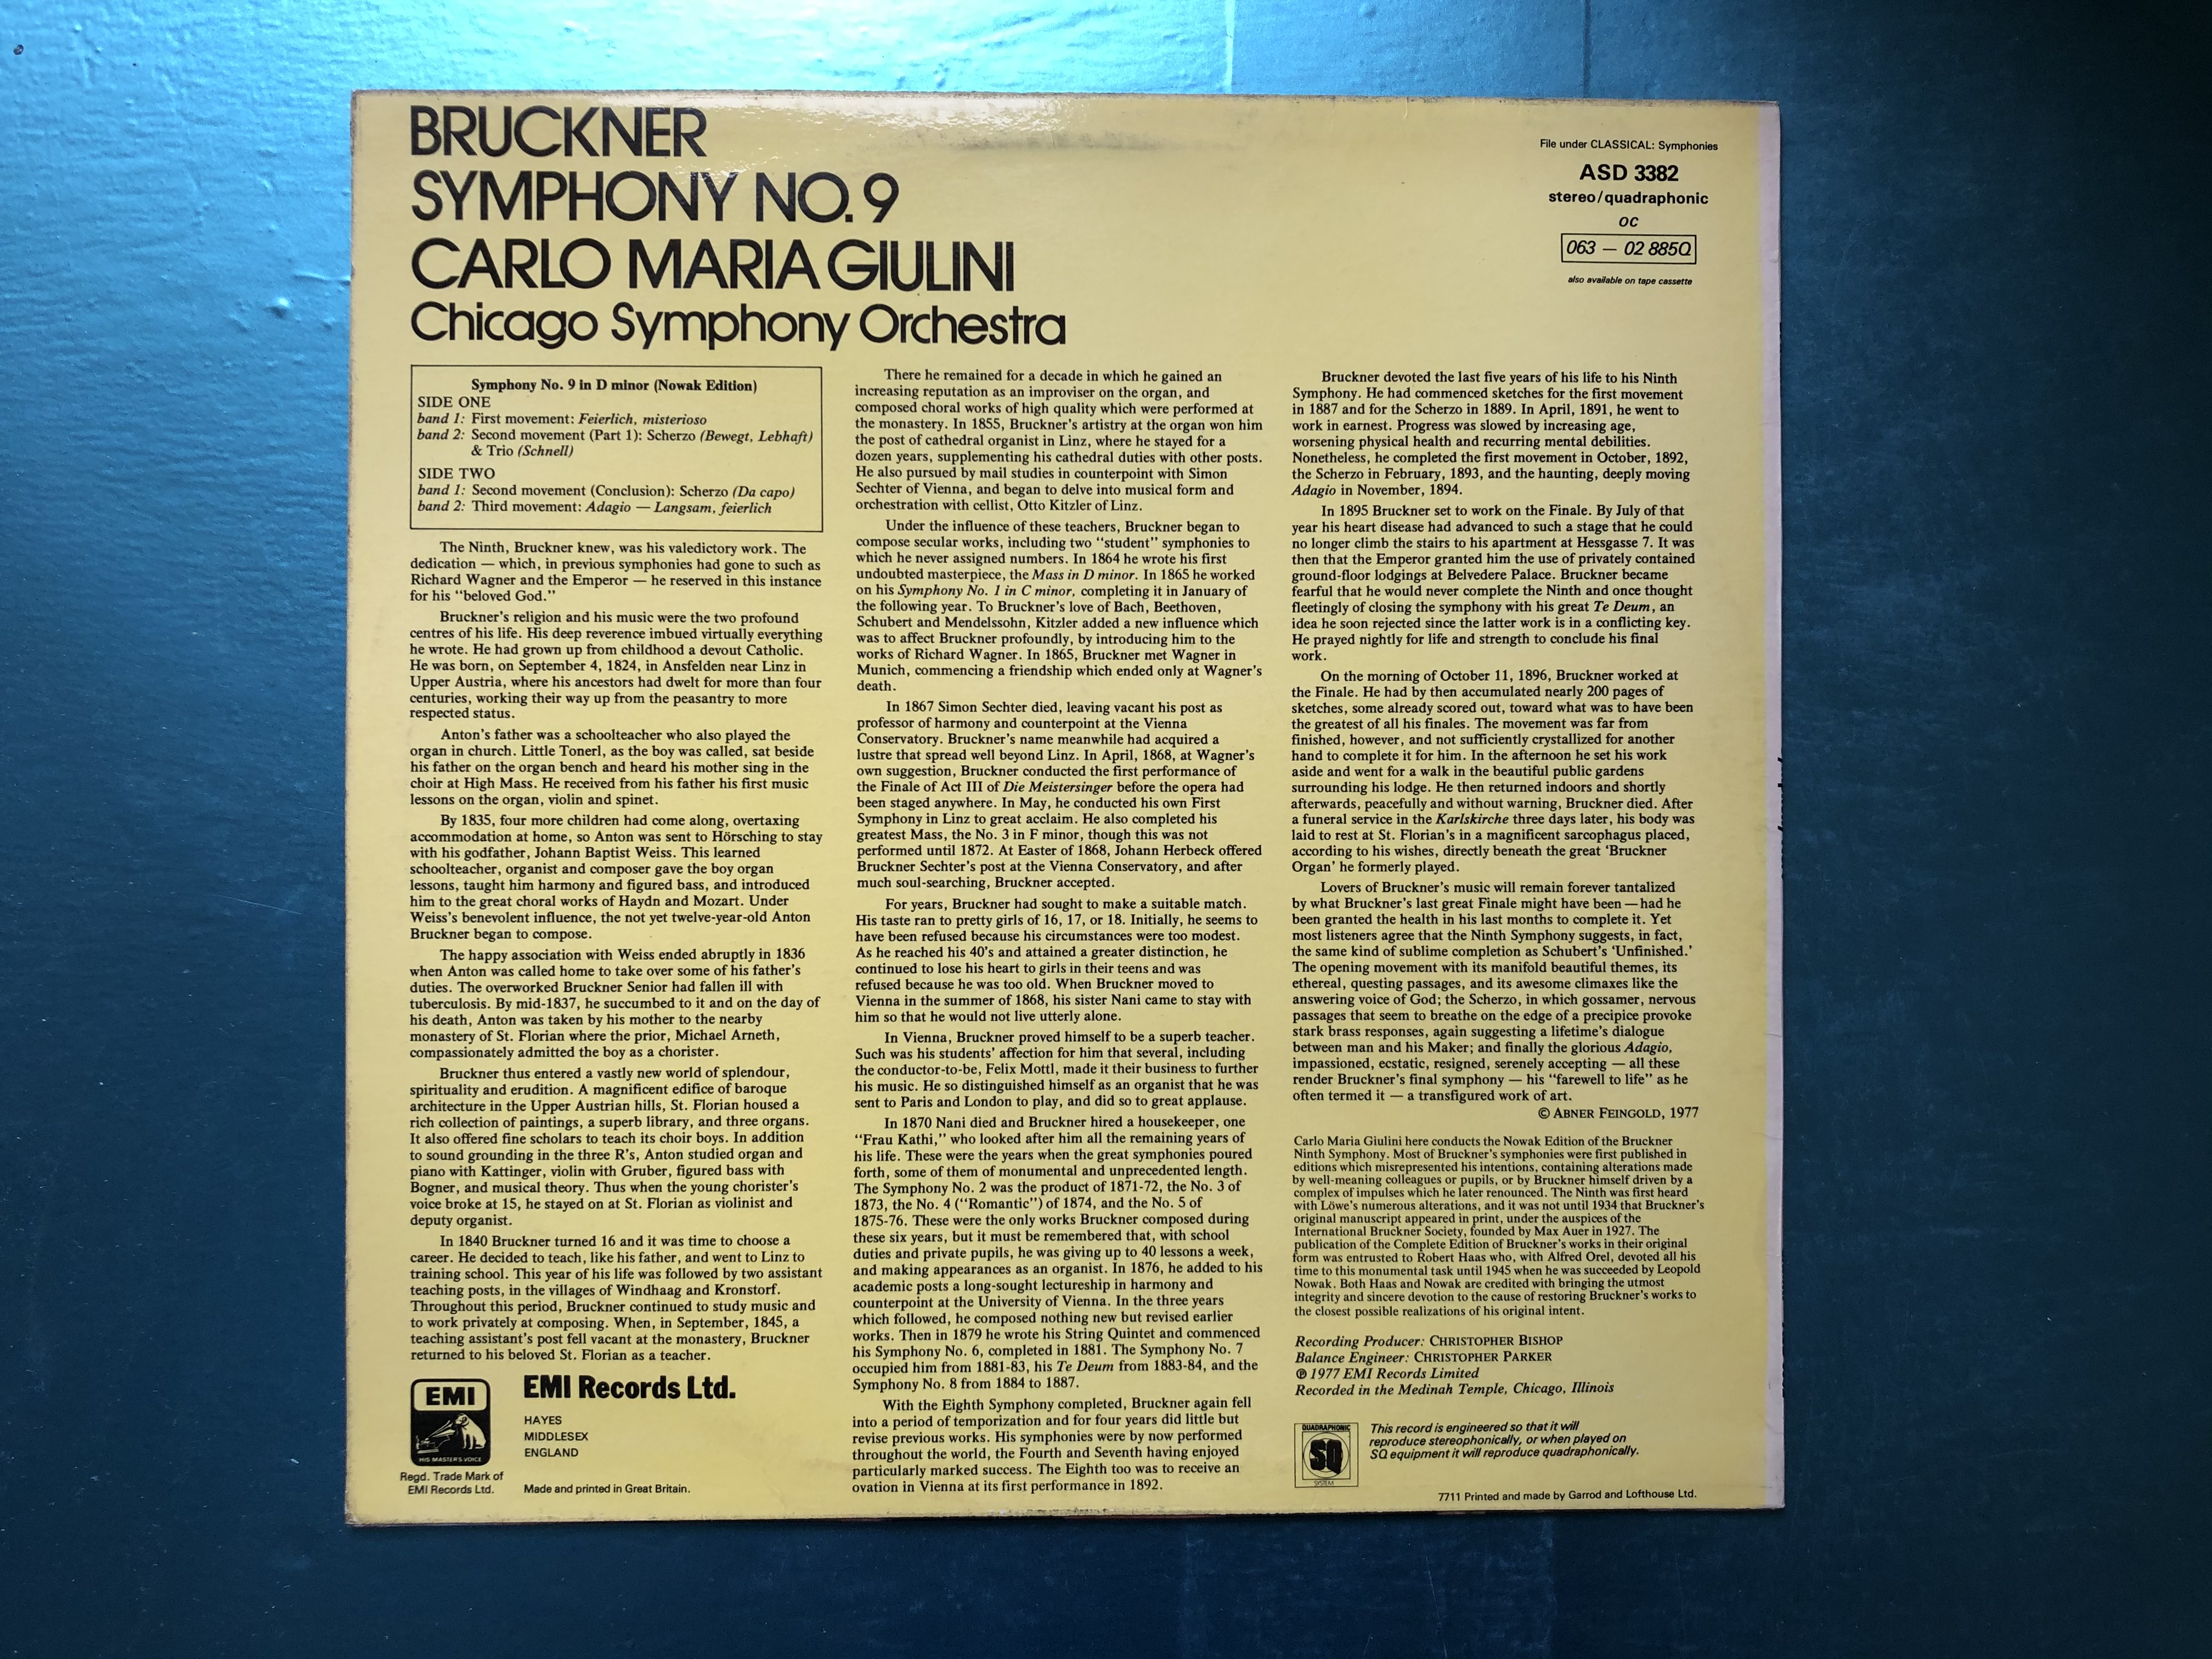 BRUCKNER
SYMPHONY NO. 9
CARLO MARIA GIULINI
Chicago Symphony Orchestra
File under CLASSICAL: Symphonies
ASD 3382
stereo/quadraphonic
OC
063 — 02 885Q
also available on tape cassette
Symphony No. 9 in D minor (Nowak Edition)
SIDE ONE
band 1: First movement: Feierlich, misterioso
band 2: Second movement (Part 1): Scherzo (Bewegt, Lebhaft)
& Trio (Schnell)
SIDE TWO
band 1: Second movement (Conclusion): Scherzo (Da capo)
band 2: Third movement: Adagio — Langsam, feierlich
The Ninth, Bruckner knew, was his valedictory work. The
dedication — which, in previous symphonies had gone to such as
Richard Wagner and the Emperor — he reserved in this instance
for his “beloved God.”
Bruckner's religion and his music were the two profound
centres of his life. His deep reverence imbued virtually everything
he wrote. He had grown up from childhood a devout Catholic.
He was born, on September 4, 1824, in Ansfelden near Linz in
Upper Austria, where his ancestors had dwelt for more than four
centuries, working their way up from the peasantry to more
respected status.
Anton's father was a schoolteacher who also played the
organ in church. Little Tonerl, as the boy was called, sat beside
his father on the organ bench and heard his mother sing in the
choir at High Mass. He received from his father his first music
lessons on the organ, violin and spinet.
By 1835, four more children had come along, overtaxing
accommodation at home, so Anton was sent to Hörsching to stay
with his godfather, Johann Baptist Weiss. This learned
schoolteacher, organist and composer gave the boy organ
lessons, taught him harmony and figured bass, and introduced
him to the great choral works of Haydn and Mozart. Under
Weiss's benevolent influence, the not yet twelve-year-old Anton
Bruckner began to compose.
The happy association with Weiss ended abruptly in 1836
when Anton was called home to take over some of his father's
duties. The overworked Bruckner Senior had fallen ill with
tuberculosis. By mid-1837, he succumbed to it and on the day of
his death, Anton was taken by his mother to the nearby
monastery of St. Florian where the prior, Michael Arneth,
compassionately admitted the boy as a chorister.
Bruckner thus entered a vastly new world of splendour,
spirituality and erudition. A magnificent edifice of baroque
architecture in the Upper Austrian hills, St. Florian housed a
rich collection of paintings, a superb library, and three organs.
It also offered fine scholars to teach its choir boys. In addition
to sound grounding in the three R's, Anton studied organ and
piano with Kattinger, violin with Gruber, figured bass with
Bogner, and musical theory. Thus when the young chorister's
voice broke at 15, he stayed on at St. Florian as violinist and
deputy organist.
In 1840 Bruckner turned 16 and it was time to choose a
career. He decided to teach, like his father, and went to Linz to
training school. This year of his life was followed by two assistant
teaching posts, in the villages of Windhaag and Kronstorf.
Throughout this period, Bruckner continued to study music and
to work privately at composing. When, in September, 1845, a
teaching assistant's post fell vacant at the monastery, Bruckner
returned to his beloved St. Florian as a teacher.
EMI
HIS MASTER'S VOICE
Regd. Trade Mark of
EMI Records Ltd.
EMI Records Ltd.
HAYES
MIDDLESEX
ENGLAND
Made and printed in Great Britain.
There he remained for a decade in which he gained an
increasing reputation as an improviser on the organ, and
composed choral works of high quality which were performed at
the monastery. In 1855, Bruckner's artistry at the organ won him
the post of cathedral organist in Linz, where he stayed for a
dozen years, supplementing his cathedral duties with other posts.
He also pursued by mail studies in counterpoint with Simon
Sechter of Vienna, and began to delve into musical form and
orchestration with cellist, Otto Kitzler of Linz.
Under the influence of these teachers, Bruckner began to
compose secular works, including two “student” symphonies to
which he never assigned numbers. In 1864 he wrote his first
undoubted masterpiece, the Mass in D minor. In 1865 he worked
on his Symphony No. 1 in C minor, completing it in January of
the following year. To Bruckner's love of Bach, Beethoven,
Schubert and Mendelssohn, Kitzler added a new influence which
was to affect Bruckner profoundly, by introducing him to the
works of Richard Wagner. In 1865, Bruckner met Wagner in
Munich, commencing a friendship which ended only at Wagner's
death.
In 1867 Simon Sechter died, leaving vacant his post as
professor of harmony and counterpoint at the Vienna
Conservatory. Bruckner's name meanwhile had acquired a
lustre that spread well beyond Linz. In April, 1868, at Wagner's
own suggestion, Bruckner conducted the first performance of
the Finale of Act III of Die Meistersinger before the opera had
been staged anywhere. In May, he conducted his own First
Symphony in Linz to great acclaim. He also completed his
greatest Mass, the No. 3 in F minor, though this was not
performed until 1872. At Easter of 1868, Johann Herbeck offered
Bruckner Sechter's post at the Vienna Conservatory, and after
much soul-searching, Bruckner accepted.
For years, Bruckner had sought to make a suitable match.
His taste ran to pretty girls of 16, 17, or 18. Initially, he seems to
have been refused because his circumstances were too modest.
As he reached his 40's and attained a greater distinction, he
continued to lose his heart to girls in their teens and was
refused because he was too old. When Bruckner moved to
Vienna in the summer of 1868, his sister Nani came to stay with
him so that he would not live utterly alone.
In Vienna, Bruckner proved himself to be a superb teacher.
Such was his students' affection for him that several, including
the conductor-to-be, Felix Mottl, made it their business to further
his music. He so distinguished himself as an organist that he was
sent to Paris and London to play, and did so to great applause.
In 1870 Nani died and Bruckner hired a housekeeper, one
“Frau Kathi,” who looked after him all the remaining years of
his life. These were the years when the great symphonies poured
forth, some of them of monumental and unprecedented length.
The Symphony No. 2 was the product of 1871-72, the No. 3 of
1873, the No. 4 (“Romantic”) of 1874, and the No. 5 of
1875-76. These were the only works Bruckner composed during
these six years, but it must be remembered that, with school
duties and private pupils, he was giving up to 40 lessons a week,
and making appearances as an organist. In 1876, he added to his
academic posts a long-sought lectureship in harmony and
counterpoint at the University of Vienna. In the three years
which followed, he composed nothing new but revised earlier
works. Then in 1879 he wrote his String Quintet and commenced
his Symphony No. 6, completed in 1881. The Symphony No. 7
occupied him from 1881-83, his Te Deum from 1883-84, and the
Symphony No. 8 from 1884 to 1887.
With the Eighth Symphony completed, Bruckner again fell
into a period of temporization and for four years did little but
revise previous works. His symphonies were by now performed
throughout the world, the Fourth and Seventh having enjoyed
particularly marked success. The Eighth too was to receive an
ovation in Vienna at its first performance in 1892.
Bruckner devoted the last five years of his life to his Ninth
Symphony. He had commenced sketches for the first movement
in 1887 and for the Scherzo in 1889. In April, 1891, he went to
work in earnest. Progress was slowed by increasing age,
worsening physical health and recurring mental debilities.
Nonetheless, he completed the first movement in October, 1892,
the Scherzo in February, 1893, and the haunting, deeply moving
Adagio in November, 1894.
In 1895 Bruckner set to work on the Finale. By July of that
year his heart disease had advanced to such a stage that he could
no longer climb the stairs to his apartment at Hessgasse 7. It was
then that the Emperor granted him the use of privately contained
ground-floor lodgings at Belvedere Palace. Bruckner became
fearful that he would never complete the Ninth and once thought
fleetingly of closing the symphony with his great Te Deum, an
idea he soon rejected since the latter work is in a conflicting key.
He prayed nightly for life and strength to conclude his final
work.
On the morning of October 11, 1896, Bruckner worked at
the Finale. He had by then accumulated nearly 200 pages of
sketches, some already scored out, toward what was to have been
the greatest of all his finales. The movement was far from
finished, however, and not sufficiently crystallized for another
hand to complete it for him. In the afternoon he set his work
aside and went for a walk in the beautiful public gardens
surrounding his lodge. He then returned indoors and shortly
afterwards, peacefully and without warning, Bruckner died. After
a funeral service in the Karlskirche three days later, his body was
laid to rest at St. Florian's in a magnificent sarcophagus placed,
according to his wishes, directly beneath the great ‘Bruckner
Organ’ he formerly played.
Lovers of Bruckner's music will remain forever tantalized
by what Bruckner's last great Finale might have been — had he
been granted the health in his last months to complete it. Yet
most listeners agree that the Ninth Symphony suggests, in fact,
the same kind of sublime completion as Schubert's ‘Unfinished.’
The opening movement with its manifold beautiful themes, its
ethereal, questing passages, and its awesome climaxes like the
answering voice of God; the Scherzo, in which gossamer, nervous
passages that seem to breathe on the edge of a precipice provoke
stark brass responses, again suggesting a lifetime's dialogue
between man and his Maker; and finally the glorious Adagio,
impassioned, ecstatic, resigned, serenely accepting — all these
render Bruckner's final symphony — his “farewell to life” as he
often termed it — a transfigured work of art.
© ABNER FEINGOLD, 1977
Carlo Maria Giulini here conducts the Nowak Edition of the Bruckner
Ninth Symphony. Most of Bruckner's symphonies were first published in
editions which misrepresented his intentions, containing alterations made
by well-meaning colleagues or pupils, or by Bruckner himself driven by a
complex of impulses which he later renounced. The Ninth was first heard
with Löwe's numerous alterations, and it was not until 1934 that Bruckner's
original manuscript appeared in print, under the auspices of the
International Bruckner Society, founded by Max Auer in 1927. The
publication of the Complete Edition of Bruckner's works in their original
form was entrusted to Robert Haas who, with Alfred Orel, devoted all his
time to this monumental task until 1945 when he was succeeded by Leopold
Nowak. Both Haas and Nowak are credited with bringing the utmost
integrity and sincere devotion to the cause of restoring Bruckner's works to
the closest possible realizations of his original intent.
Recording Producer: CHRISTOPHER BISHOP
Balance Engineer: CHRISTOPHER PARKER
℗ 1977 EMI Records Limited
Recorded in the Medinah Temple, Chicago, Illinois
QUADRAPHONIC
SQ
SYSTEM
This record is engineered so that it will
reproduce stereophonically, or when played on
SQ equipment it will reproduce quadraphonically.
7711 Printed and made by Garrod and Lofthouse Ltd.